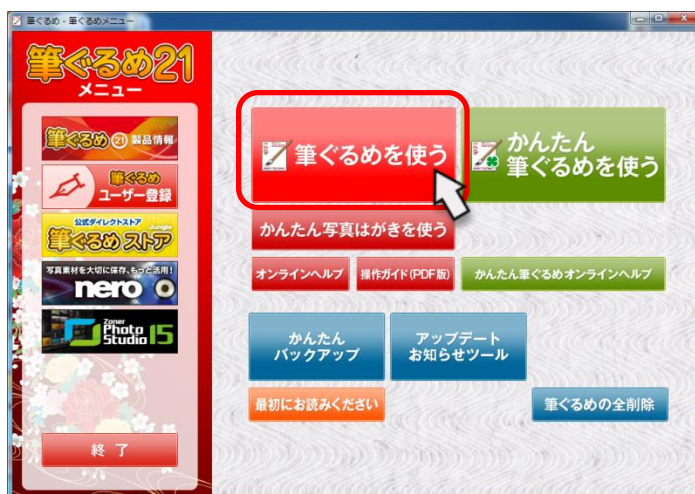 筆ぐるめ - 筆ぐるめメニュー
筆ぐるめ21
メニュー
筆ぐるめ 21 製品情報
筆ぐるめ
ユーザー登録
公式ダイレクトストア Jungle
筆ぐるめ ストア
写真素材を大切に保存、もっと活用!
nero
Zoner
Photo
Studio 15
終 了
筆ぐるめを使う
かんたん
筆ぐるめを使う
かんたん写真はがきを使う
オンラインヘルプ
操作ガイド(PDF版)
かんたん筆ぐるめオンラインヘルプ
かんたん
バックアップ
アップデート
お知らせツール
最初にお読みください
筆ぐるめの全削除